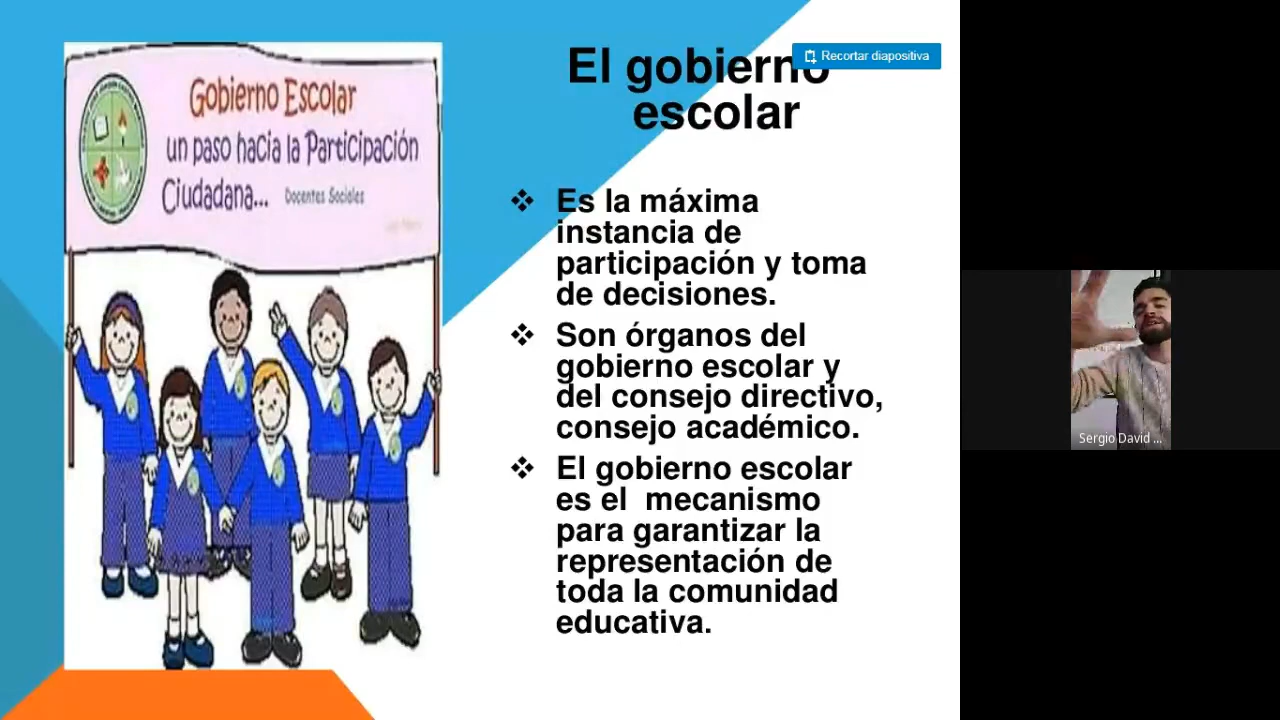 Gobierno Escolar
un paso hacia la Participación
Ciudadana... Docentes Sociales
El gobierno
escolar
Recortar diapositiva
❖ Es la máxima
instancia de
participación y toma
de decisiones.
❖ Son órganos del
gobierno escolar y
del consejo directivo,
consejo académico.
❖ El gobierno escolar
es el mecanismo
para garantizar la
representación de
toda la comunidad
educativa.
Sergio David ...